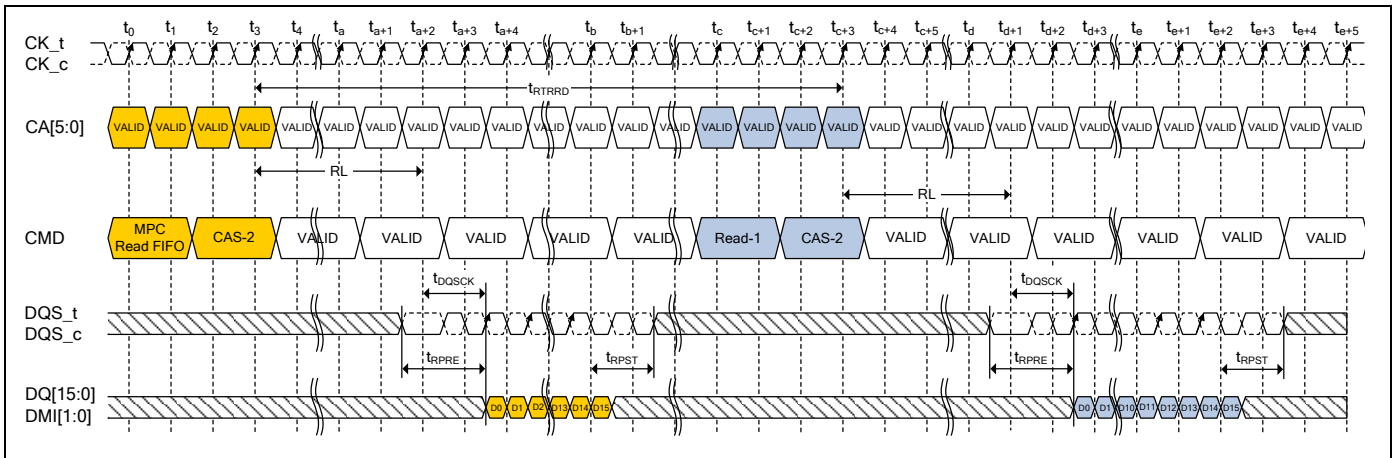 t0 t1 t2 t3 t4 ta ta+1 ta+2 ta+3 ta+4 tb tb+1 tc tc+1 tc+2 tc+3 tc+4 tc+5 td td+1 td+2 td+3 te te+1 te+2 te+3 te+4 te+5
CK_t
CK_c
tRTRRD
CA[5:0] VALID VALID VALID VALID VALID VALID VALID VALID VALID VALID VALID VALID VALID VALID VALID VALID VALID VALID VALID VALID VALID VALID VALID VALID VALID VALID VALID VALID VALID VALID
RL
RL
CMD
MPC
Read FIFO
CAS-2 VALID VALID VALID VALID VALID Read-1 CAS-2 VALID VALID VALID VALID VALID VALID
tDQSCK tDQSCK
DQS_t
DQS_c
tRPRE tRPST tRPRE tRPST
DQ[15:0]
DMI[1:0]
D0 D1 D2 D13 D14 D15 D0 D1 D10 D11 D12 D13 D14 D15